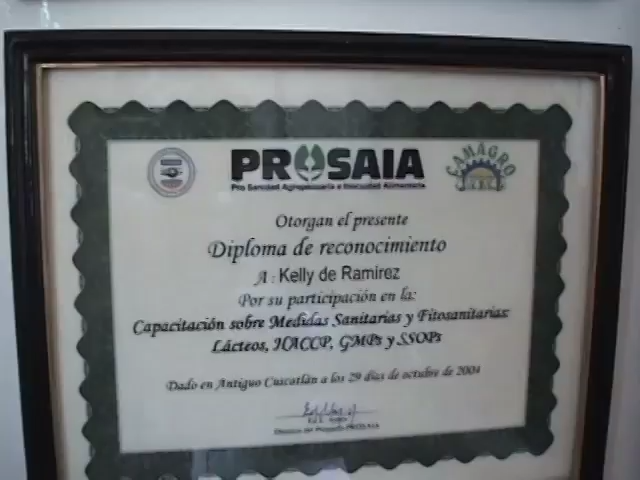 PROSAIA
Pro Sanidad Agropecuaria e Inocuidad Alimentaria
CAMAGRO
Otorgan el presente
Diploma de reconocimiento
A : Kelly de Ramirez
Por su participación en la:
Capacitación sobre Medidas Sanitarias y Fitosanitarias:
Lácteos, HACCP, GMPs y SSOPs
Dado en Antiguo Cuscatlán a los 29 días de octubre de 2004
Director del Proyecto PROSAIA